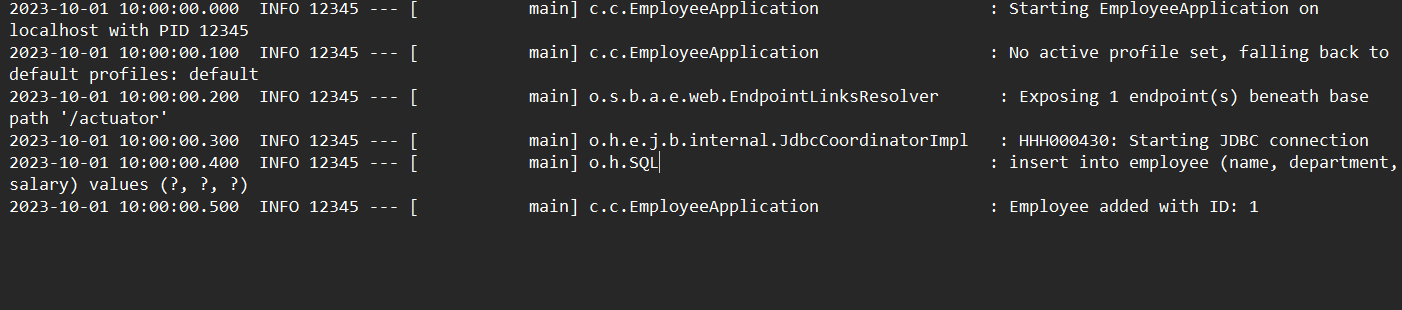 2023-10-01 10:00:00.000  INFO 12345 --- [           main] c.c.EmployeeApplication                 : Starting EmployeeApplication on
localhost with PID 12345
2023-10-01 10:00:00.100  INFO 12345 --- [           main] c.c.EmployeeApplication                 : No active profile set, falling back to
default profiles: default
2023-10-01 10:00:00.200  INFO 12345 --- [           main] o.s.b.a.e.web.EndpointLinksResolver      : Exposing 1 endpoint(s) beneath base
path '/actuator'
2023-10-01 10:00:00.300  INFO 12345 --- [           main] o.h.e.j.b.internal.JdbcCoordinatorImpl   : HHH000430: Starting JDBC connection
2023-10-01 10:00:00.400  INFO 12345 --- [           main] o.h.SQL                                 : insert into employee (name, department,
salary) values (?, ?, ?)
2023-10-01 10:00:00.500  INFO 12345 --- [           main] c.c.EmployeeApplication                 : Employee added with ID: 1